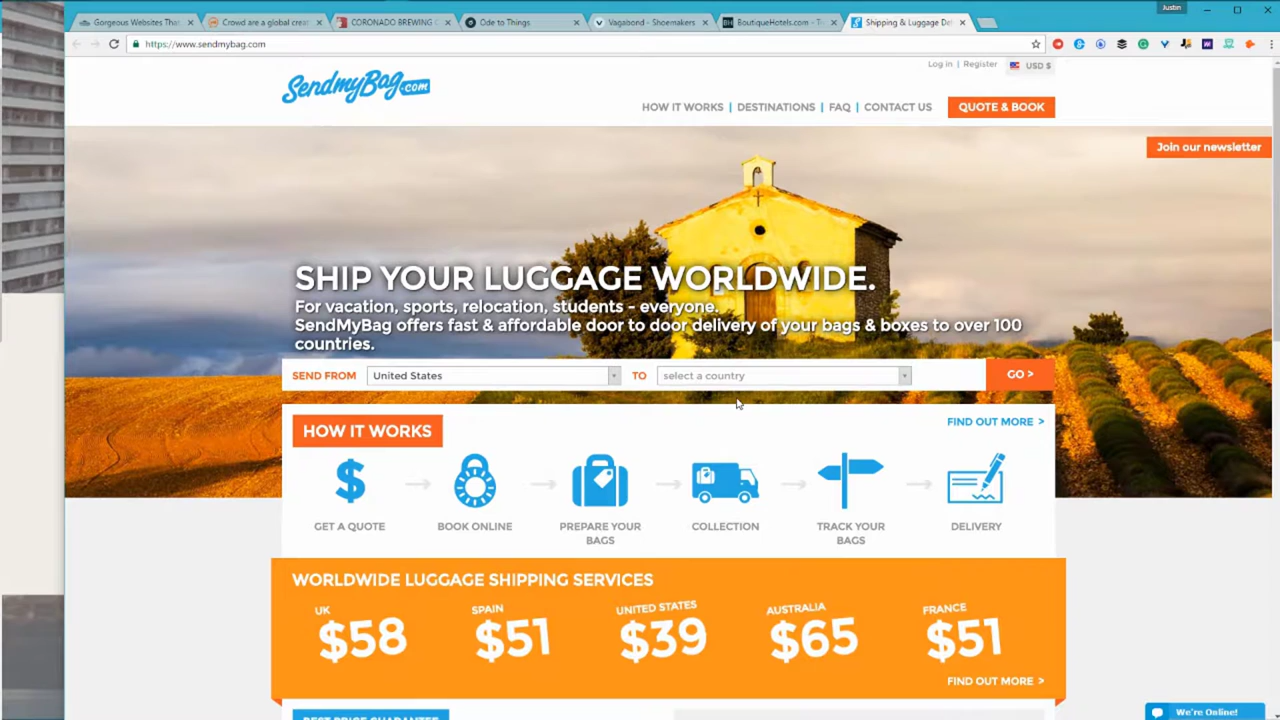 Justin
Gorgeous Websites Tha
Crowd are a global creat
CORONADO BREWING C
Ode to Things
Vagabond - Shoemakers
BoutiqueHotels.com - T
Shipping & Luggage Del
https://www.sendmybag.com
SendmyBag.com
Log in | Register
USD $
HOW IT WORKS | DESTINATIONS | FAQ | CONTACT US
QUOTE & BOOK
Join our newsletter
SHIP YOUR LUGGAGE WORLDWIDE.
For vacation, sports, relocation, students - everyone.
SendMyBag offers fast & affordable door to door delivery of your bags & boxes to over 100
countries.
SEND FROM United States TO select a country GO >
HOW IT WORKS
FIND OUT MORE >
GET A QUOTE
BOOK ONLINE
PREPARE YOUR
BAGS
COLLECTION
TRACK YOUR
BAGS
DELIVERY
WORLDWIDE LUGGAGE SHIPPING SERVICES
UK
$58
SPAIN
$51
UNITED STATES
$39
AUSTRALIA
$65
FRANCE
$51
FIND OUT MORE >
BEST PRICE GUARANTEE
We're Online!